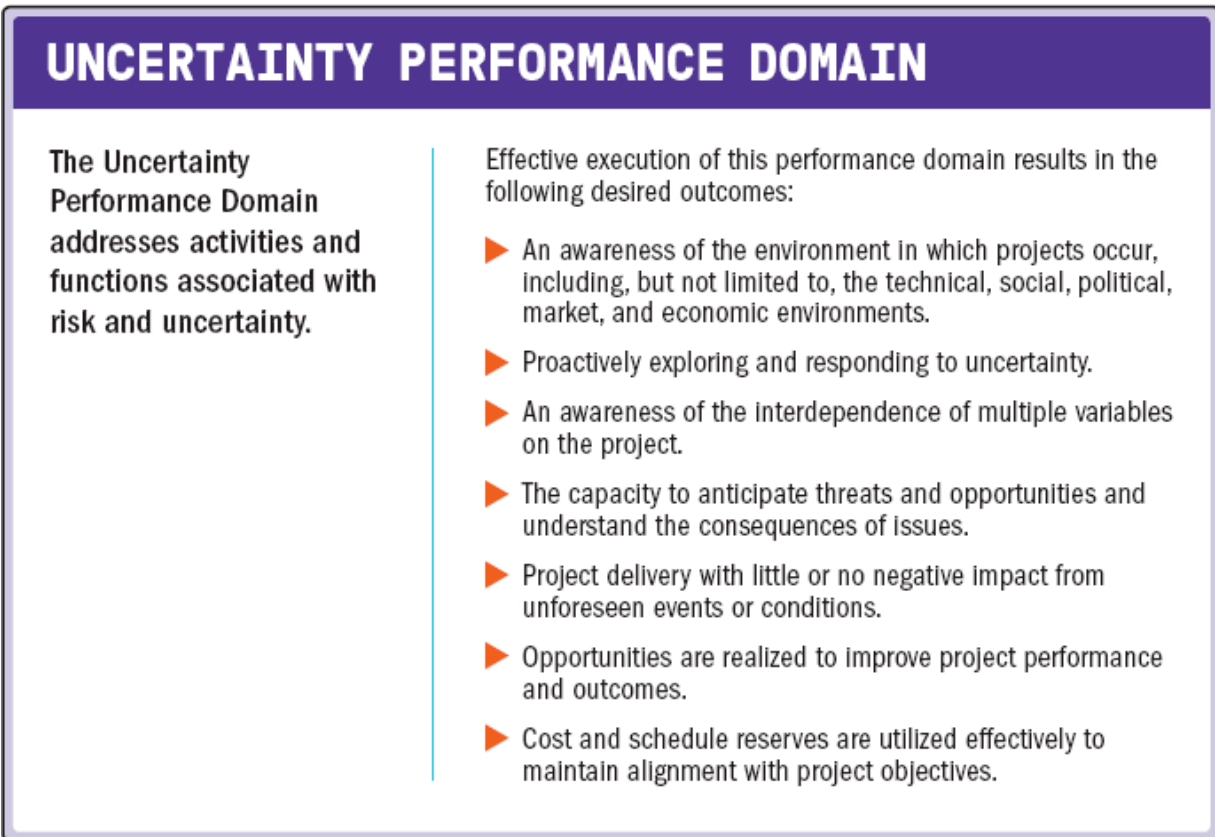 UNCERTAINTY PERFORMANCE DOMAIN
The Uncertainty
Performance Domain
addresses activities and
functions associated with
risk and uncertainty.
Effective execution of this performance domain results in the
following desired outcomes:
An awareness of the environment in which projects occur,
including, but not limited to, the technical, social, political,
market, and economic environments.
Proactively exploring and responding to uncertainty.
An awareness of the interdependence of multiple variables
on the project.
The capacity to anticipate threats and opportunities and
understand the consequences of issues.
Project delivery with little or no negative impact from
unforeseen events or conditions.
Opportunities are realized to improve project performance
and outcomes.
Cost and schedule reserves are utilized effectively to
maintain alignment with project objectives.